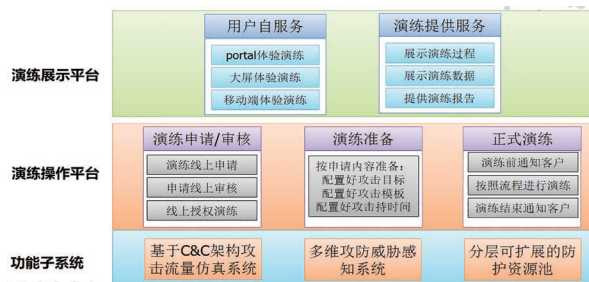 用户自服务
演练提供服务
演练展示平台
portal体验演练
大屏体验演练
移动端体验演练
展示演练过程
展示演练数据
提供演练报告
演练操作平台
演练申请/审核
演练线上申请
申请线上审核
线上授权演练
演练准备
按申请内容准备：
配置好攻击目标
配置好攻击模板
配置好攻击持时间
正式演练
演练前通知客户
按照流程进行演练
演练结束通知客户
功能子系统
基于C&C架构攻
击流量仿真系统
多维攻防威胁感
知系统
分层可扩展的防
护资源池